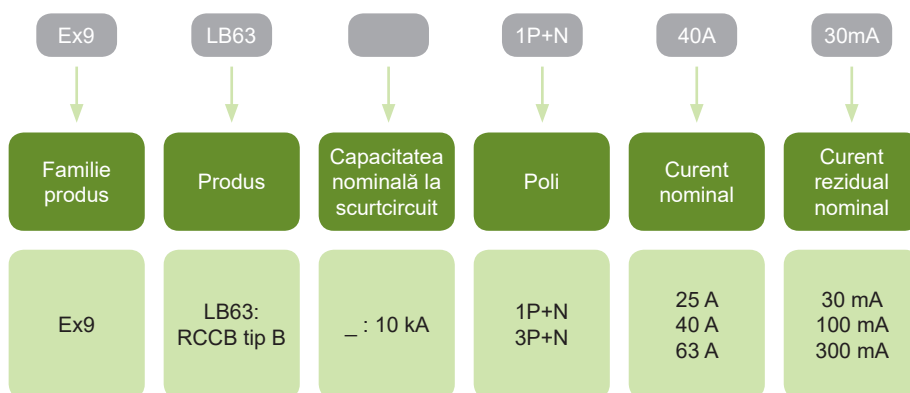 Ex9
LB63
1P+N
40A
30mA
Familie
produs
Produs
Capacitatea
nominală la
scurtcircuit
Poli
Curent
nominal
Curent
rezidual
nominal
Ex9
LB63:
RCCB tip B
_ : 10 kA
1P+N
3P+N
25 A
40 A
63 A
30 mA
100 mA
300 mA